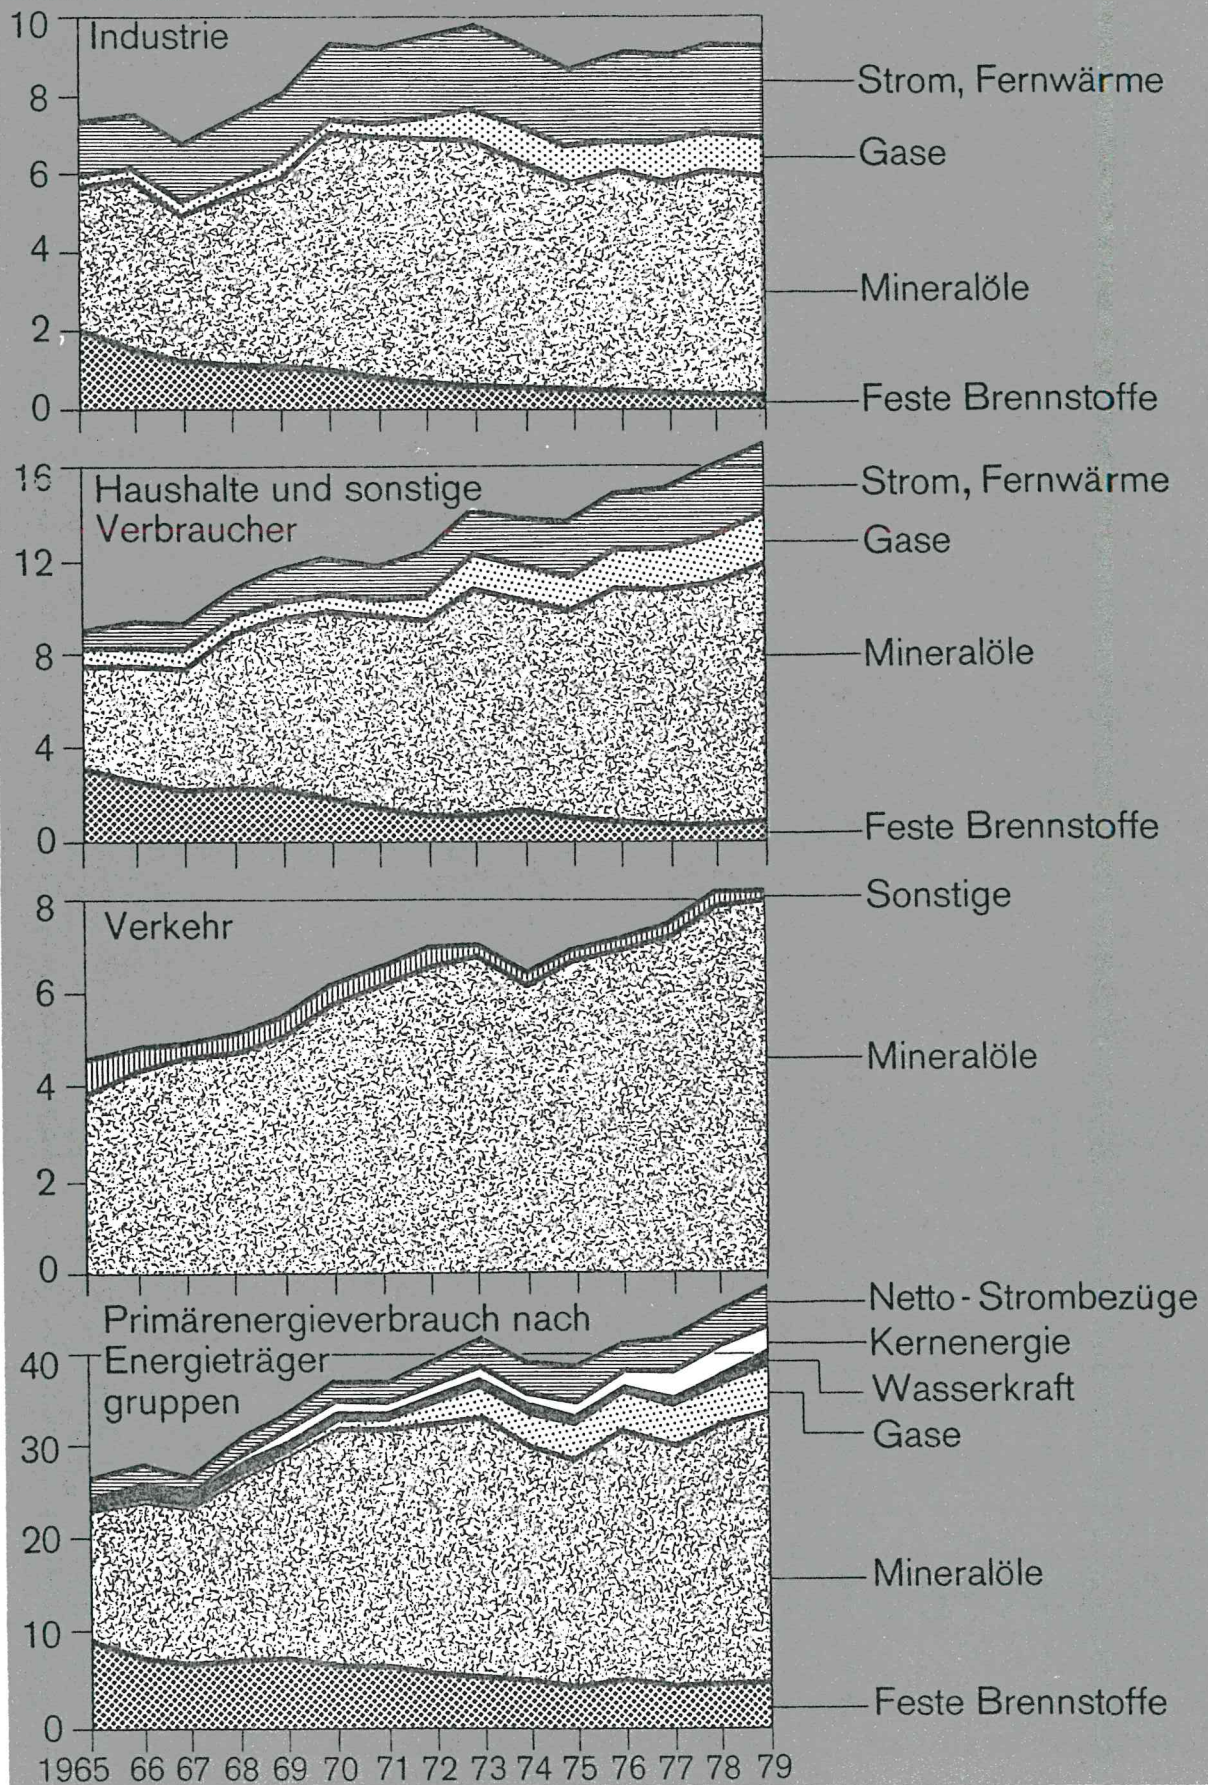 10
Industrie
8
Strom, Fernwärme
Gase
6
4
Mineralöle
2
Feste Brennstoffe
0
16
Haushalte und sonstige
Verbraucher
Strom, Fernwärme
Gase
12
8
Mineralöle
4
Feste Brennstoffe
0
8
Sonstige
Verkehr
6
Mineralöle
4
2
0
Primärenergieverbrauch nach
Energieträger
gruppen
Netto-Strombezüge
Kernenergie
Wasserkraft
Gase
40
30
20
Mineralöle
10
Feste Brennstoffe
0
1965 66 67 68 69 70 71 72 73 74 75 76 77 78 79